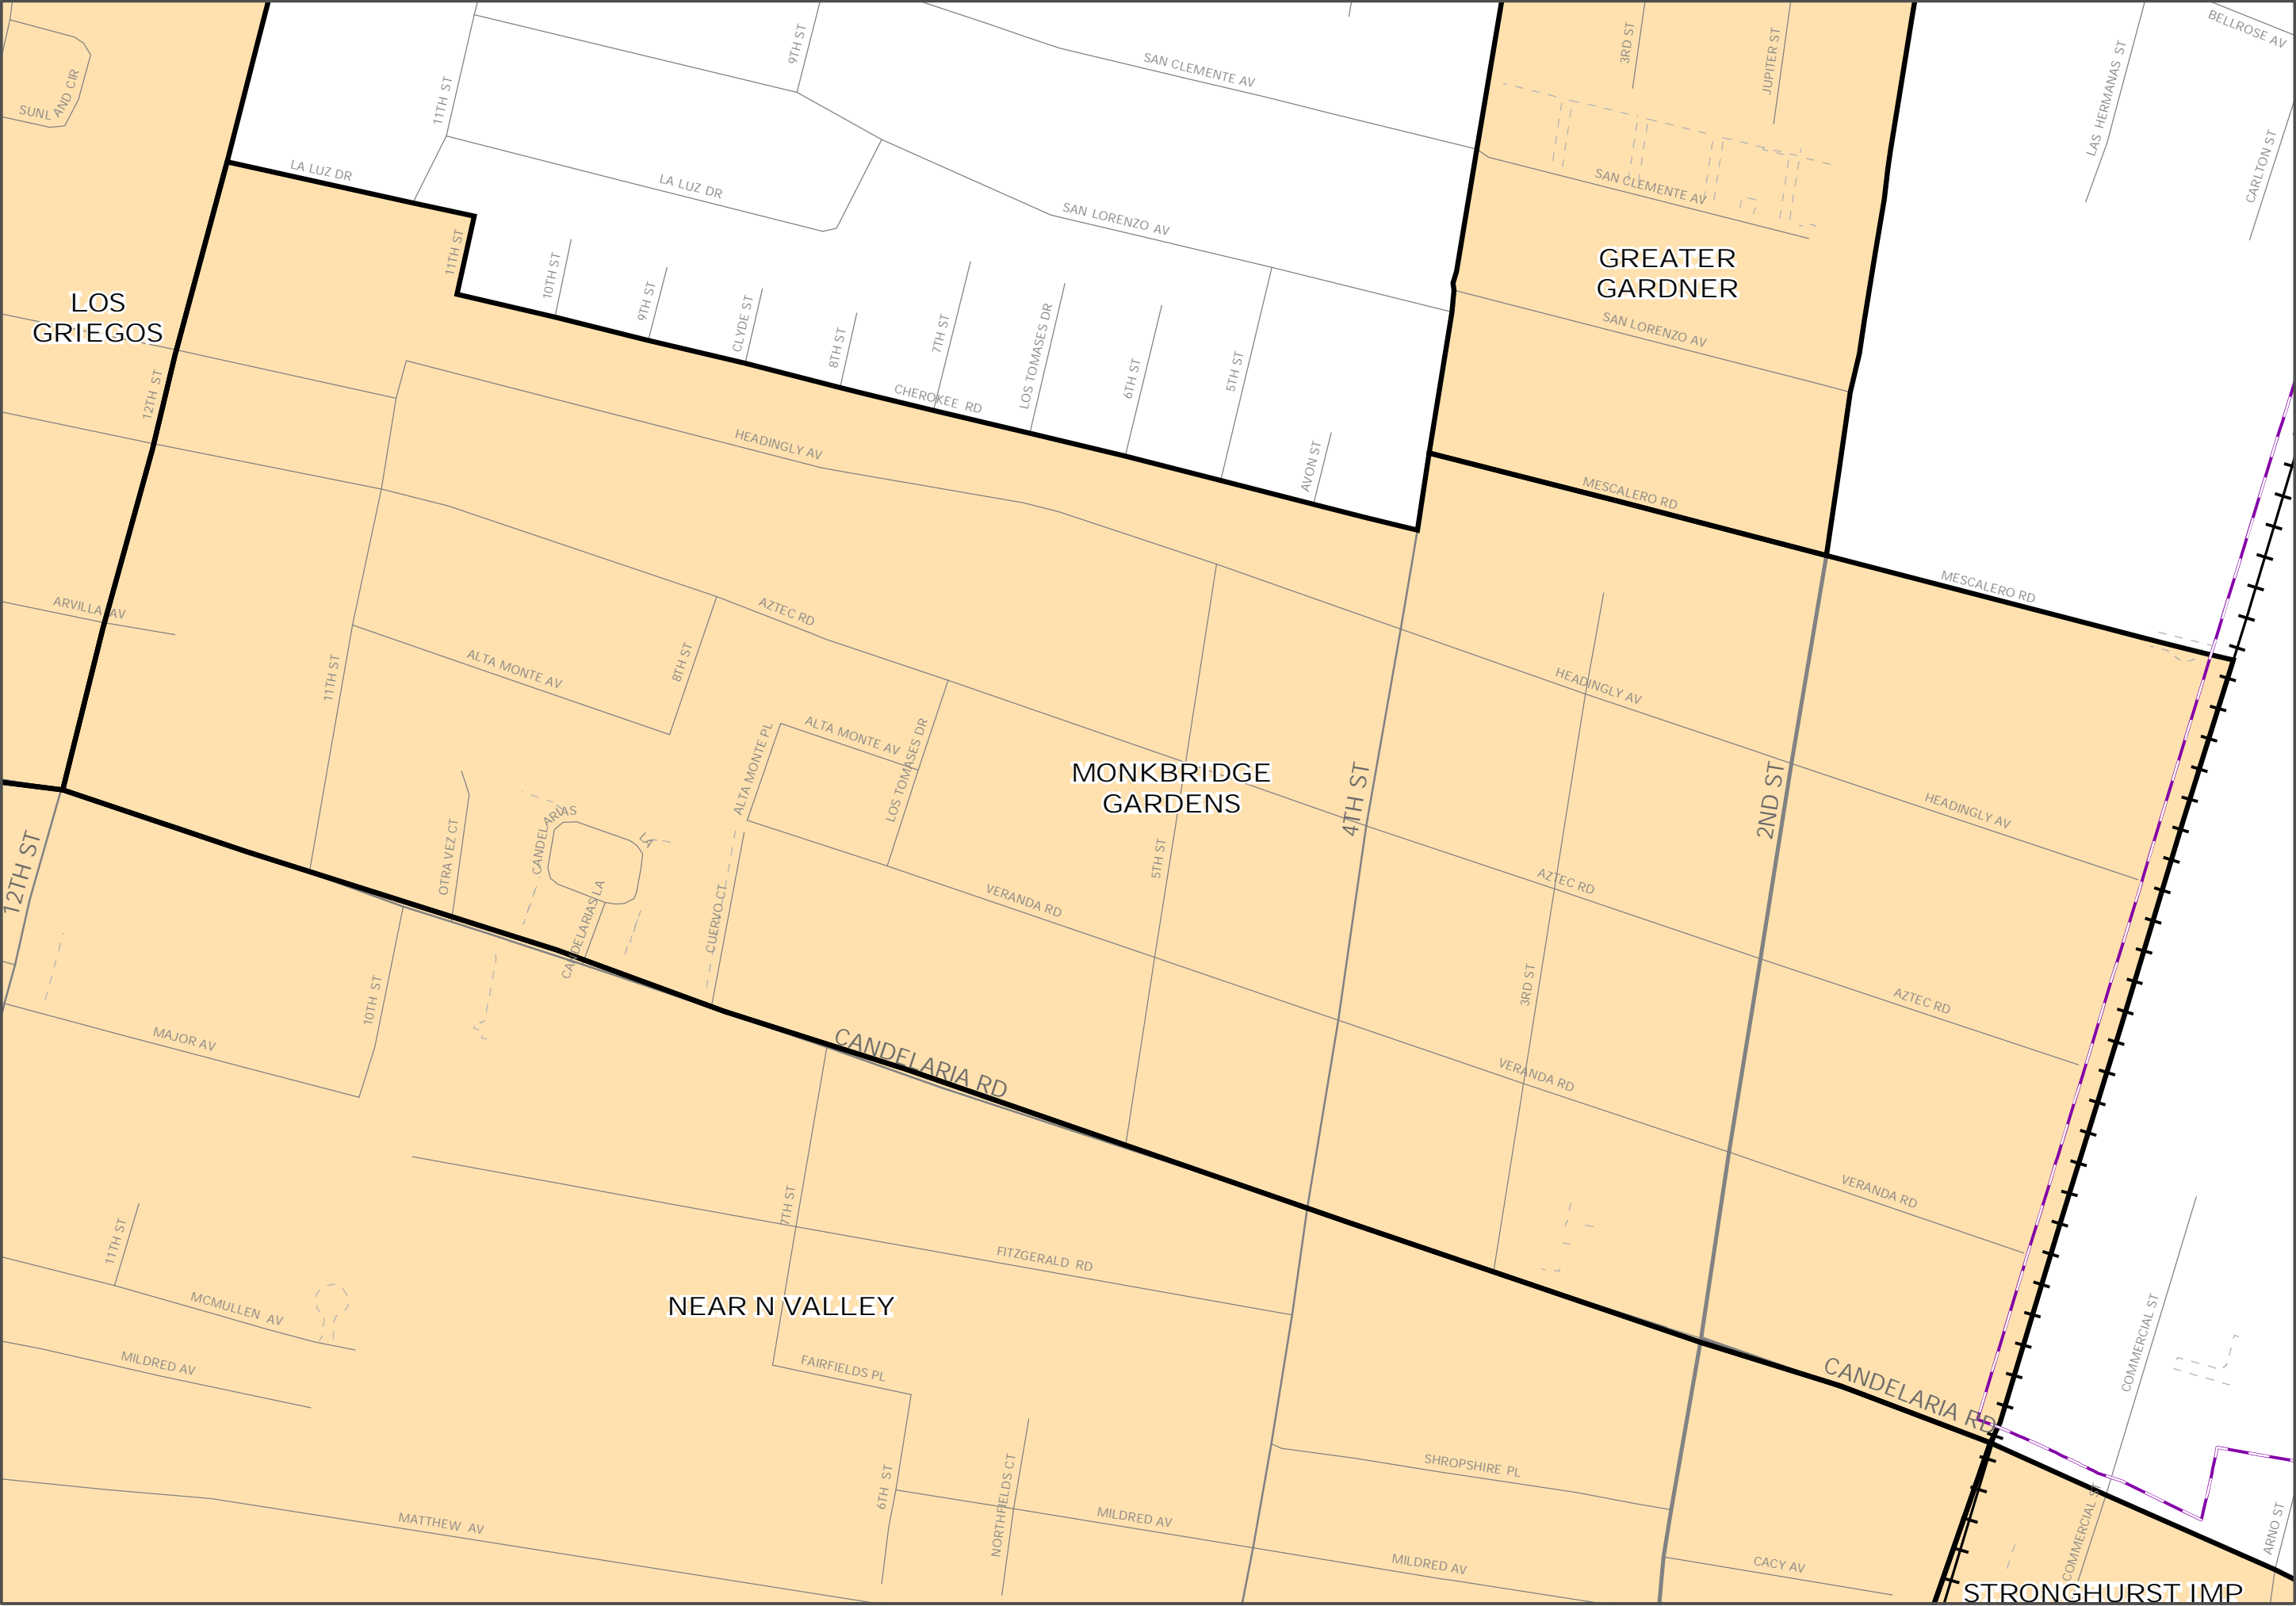 BELLROSE AV
9TH ST
3RD ST
JUPITER ST
SAN CLEMENTE AV
LAS HERMANAS ST
SUNLAND CIR
11TH ST
CARLTON ST
LA LUZ DR
LA LUZ DR
SAN CLEMENTE AV
SAN LORENZO AV
11TH ST
10TH ST
GREATER
GARDNER
9TH ST
CLYDE ST
LOS
GRIEGOS
8TH ST
7TH ST
LOS TOMASES DR
6TH ST
5TH ST
SAN LORENZO AV
12TH ST
CHEROKEE RD
HEADINGLY AV
AVON ST
MESCALERO RD
MESCALERO RD
ARVILLA AV
AZTEC RD
11TH ST
ALTA MONTE AV
8TH ST
HEADINGLY AV
ALTA MONTE PL
ALTA MONTE AV
LOS TOMASES DR
MONKBRIDGE
GARDENS
4TH ST
2ND ST
HEADINGLY AV
12TH ST
OTRA VEZ CT
CANDELARIAS
LA
5TH ST
AZTEC RD
CANDELARIAS LA
CUERVO CT
VERANDA RD
10TH ST
3RD ST
AZTEC RD
MAJOR AV
CANDELARIA RD
VERANDA RD
7TH ST
VERANDA RD
11TH ST
FITZGERALD RD
NEAR N VALLEY
MCMULLEN AV
COMMERCIAL ST
MILDRED AV
FAIRFIELDS PL
CANDELARIA RD
6TH ST
NORTHFIELDS CT
SHROPSHIRE PL
MATTHEW AV
MILDRED AV
COMMERCIAL ST
ARNO ST
MILDRED AV
CACY AV
STRONGHURST IMP